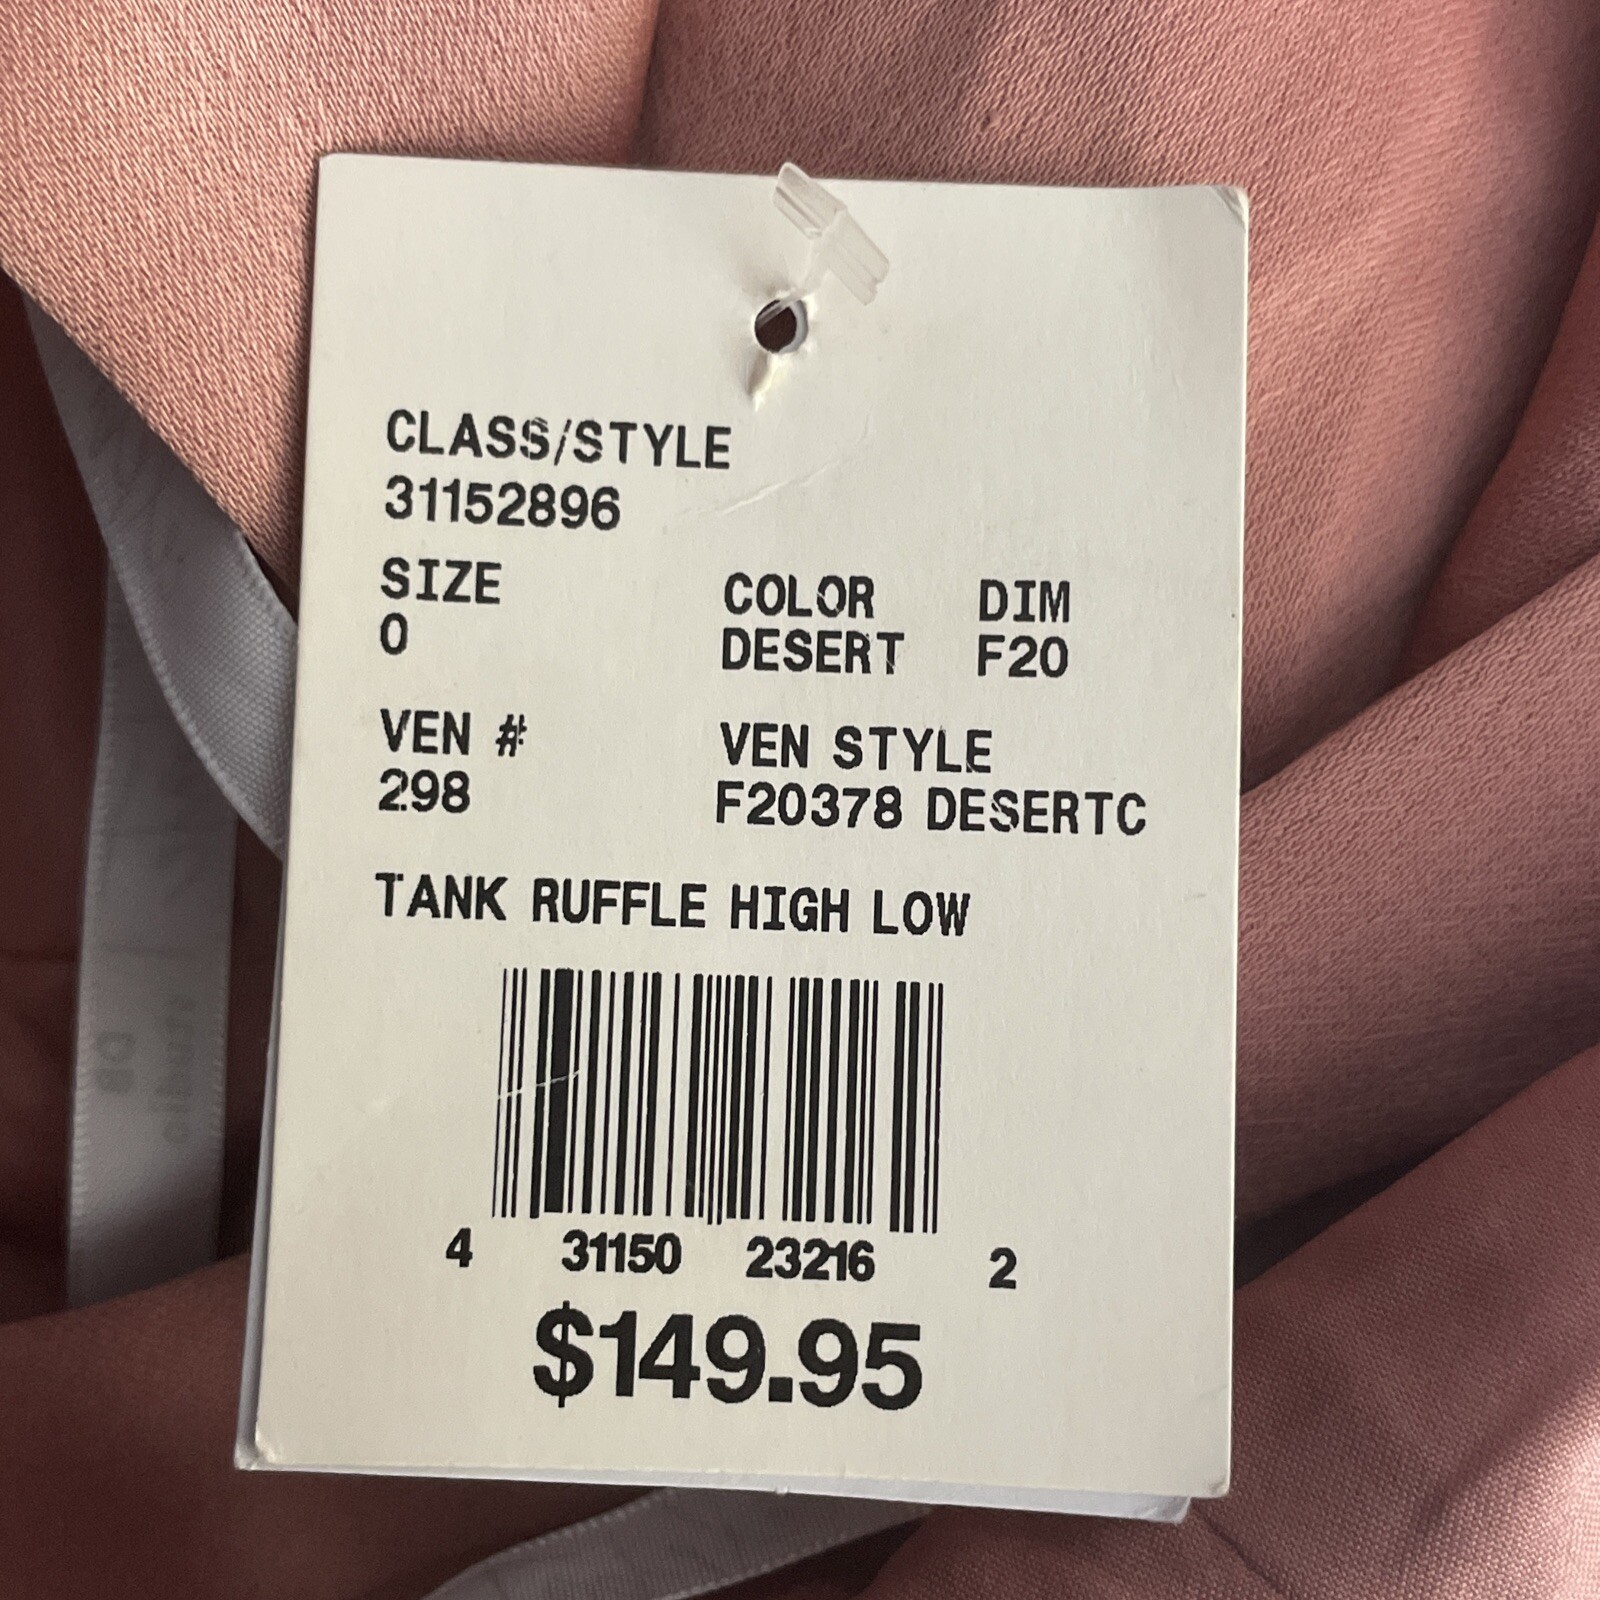 CLASS/STYLE
31152896
SIZE COLOR DIM
0 DESERT F20
VEN # VEN STYLE
298 F20378 DESERTC
TANK RUFFLE HIGH LOW
4 31150 23216 2
$149.95